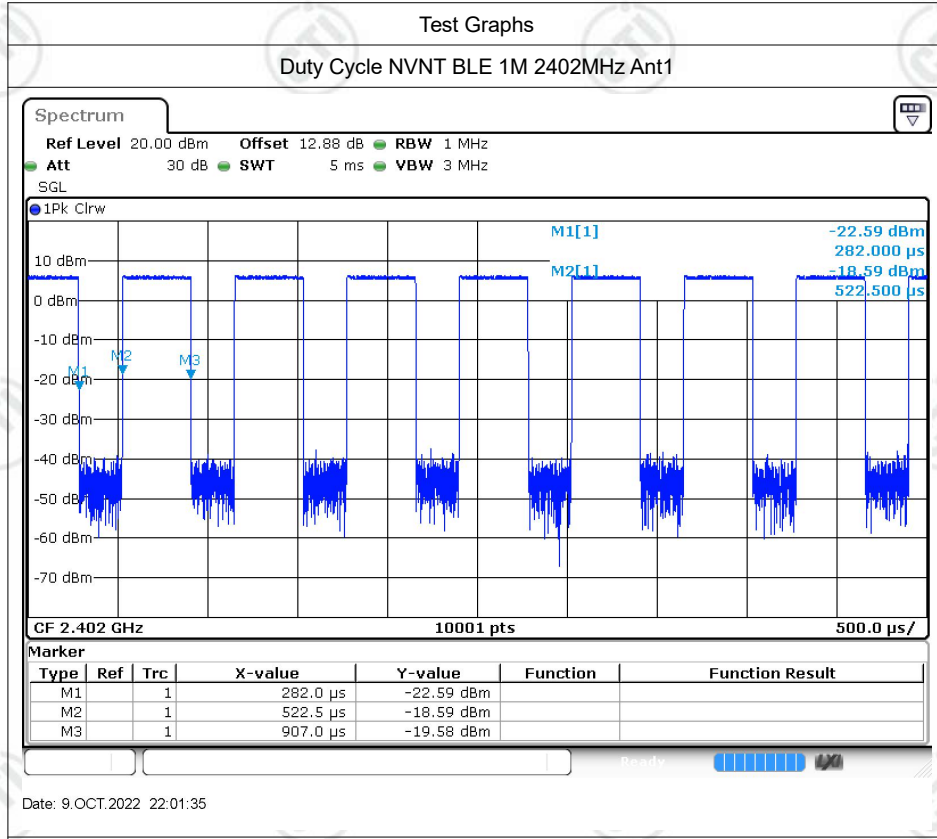 Test Graphs
Duty Cycle NVNT BLE 1M 2402MHz Ant1
Spectrum
Ref Level 20.00 dBm Offset 12.88 dB RBW 1 MHz
Att 30 dB SWT 5 ms VBW 3 MHz
SGL
1Pk Clrw
M1[1] -22.59 dBm
282.000 µs
10 dBm
M2[1] -18.59 dBm
522.500 µs
0 dBm
-10 dBm
M2
M3
M1
-20 dBm
-30 dBm
-40 dBm
-50 dBm
-60 dBm
-70 dBm
CF 2.402 GHz 10001 pts 500.0 µs/
Marker
Type Ref Trc X-value Y-value Function Function Result
M1 1 282.0 µs -22.59 dBm
M2 1 522.5 µs -18.59 dBm
M3 1 907.0 µs -19.58 dBm
Ready LXI
Date: 9.OCT.2022 22:01:35